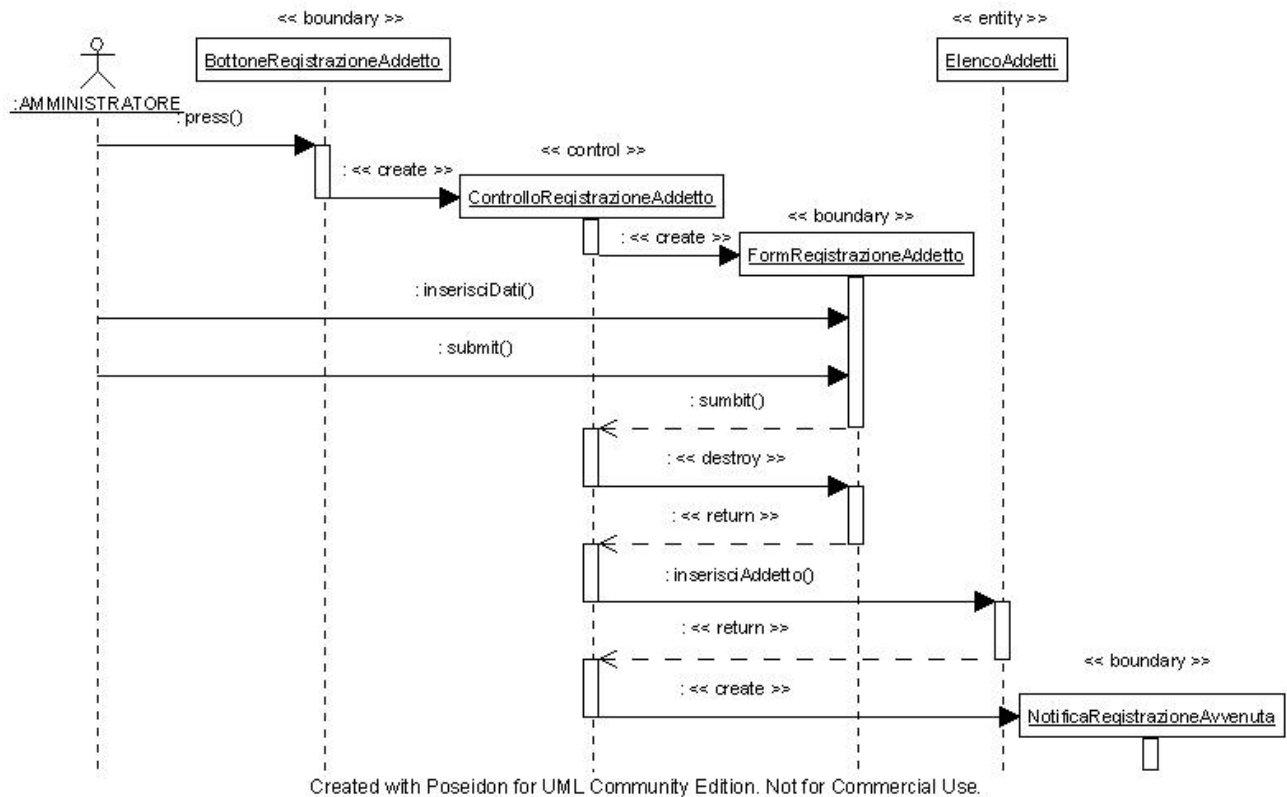 << boundary >>
<< entity >>
BottoneRegistrazioneAddetto
ElencoAddetti
:AMMINISTRATORE
: press()
<< control >>
: << create >>
ControlloRegistrazioneAddetto
<< boundary >>
: << create >>
FormRegistrazioneAddetto
: inserisciDati()
: submit()
: sumbit()
: << destroy >>
: << return >>
: inserisciAddetto()
: << return >>
<< boundary >>
: << create >>
NotificaRegistrazioneAvvenuta
Created with Poseidon for UML Community Edition. Not for Commercial Use.